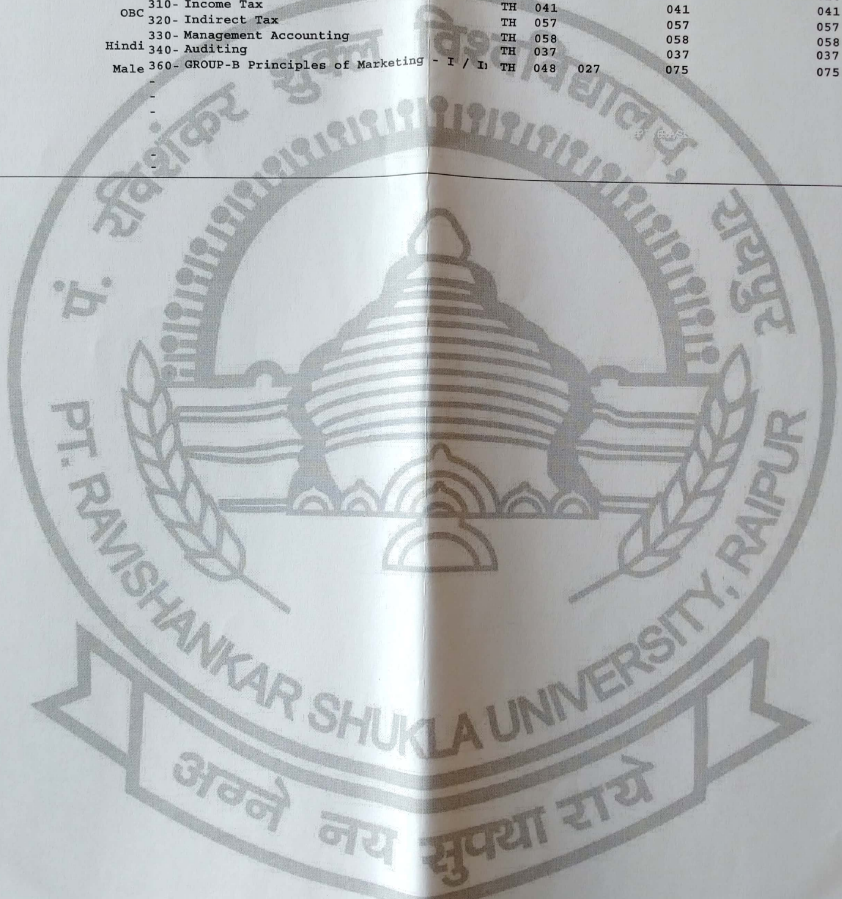 310- Income Tax TH 041 041 041
OBC 320- Indirect Tax TH 057 057 057
330- Management Accounting TH 058 058 058
Hindi 340- Auditing TH 037 037 037
Male 360- GROUP-B Principles of Marketing - I / I TH 048 027 075 075
-
-
-
-
-
पं. रविशंकर शुक्ल विश्वविद्यालय, रायपुर
PT. RAVISHANKAR SHUKLA UNIVERSITY, RAIPUR
अग्ने नय सुपथा राये